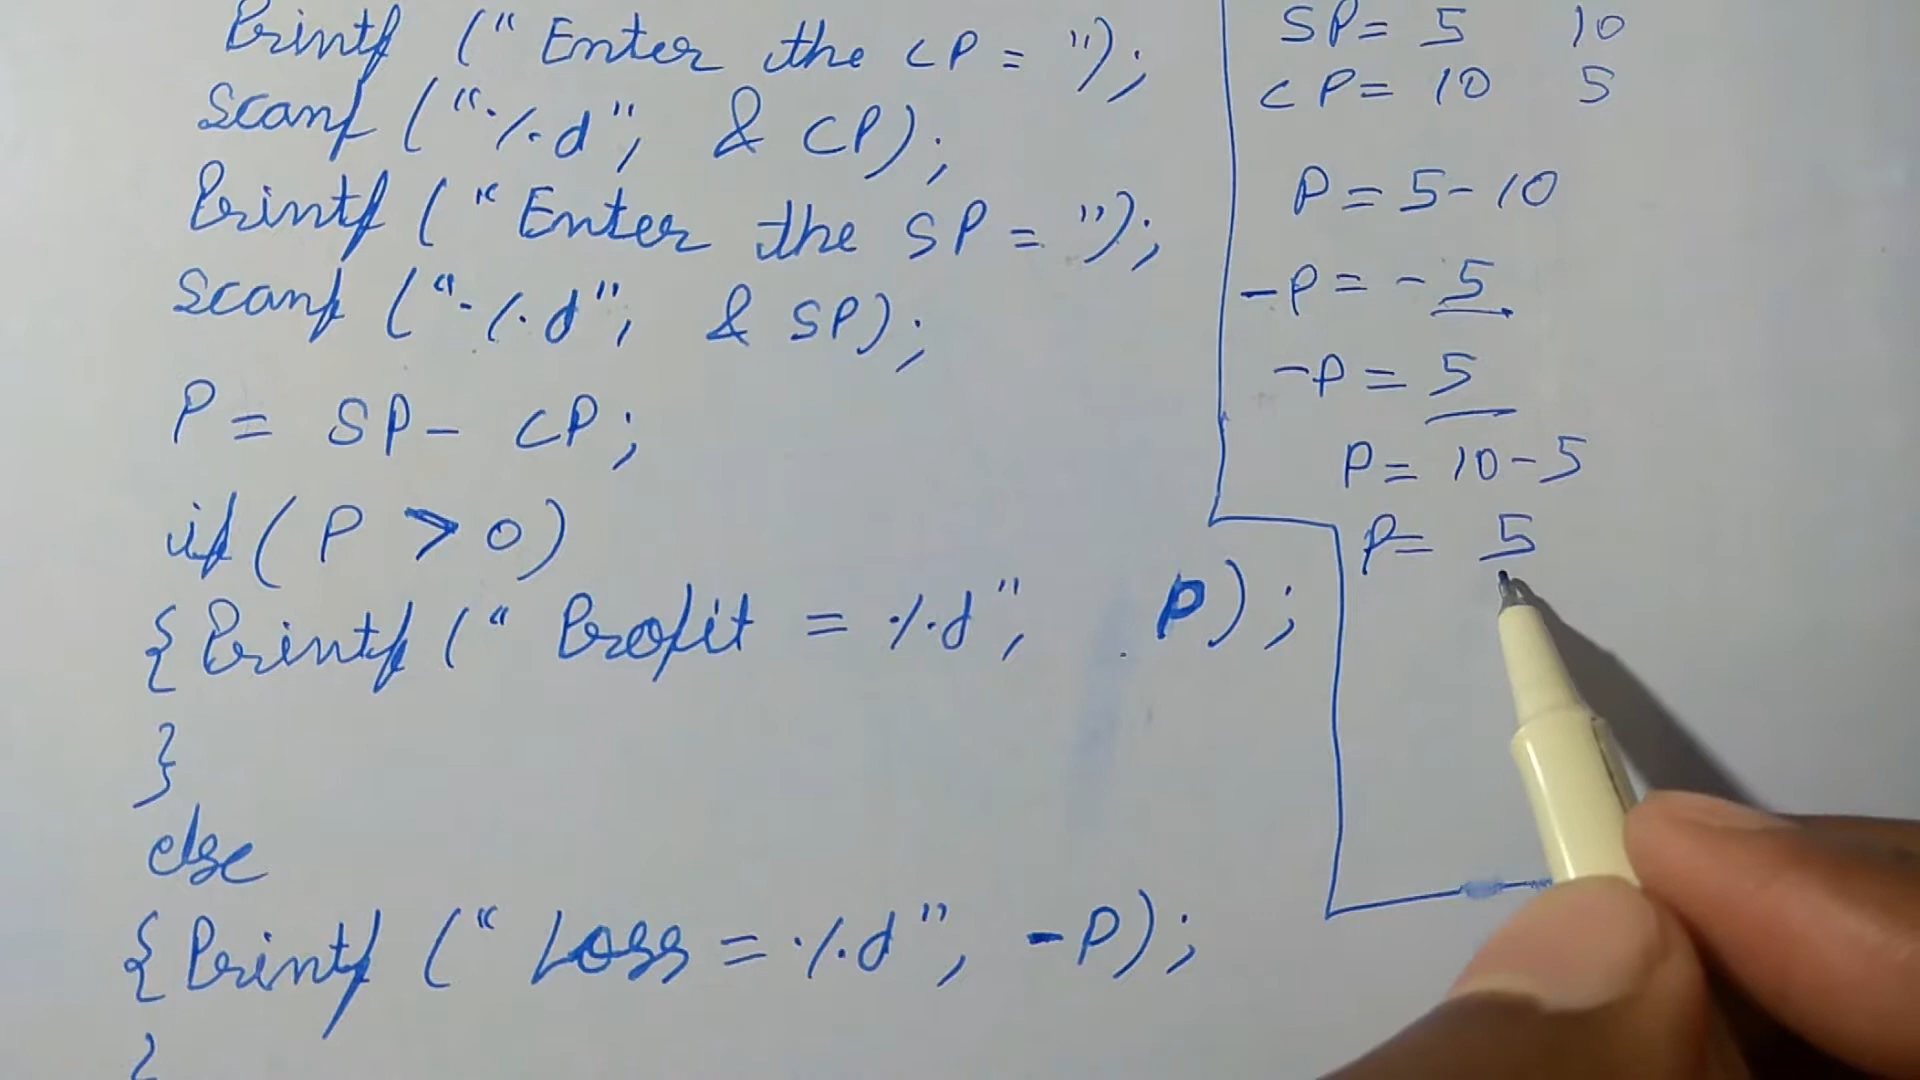 Printf (" Enter the CP = ");
Scanf ("%d", & CP);
Printf ("Enter the SP = ");
Scanf ("%d", & SP);
P = SP - CP;
if ( P > 0 )
{ Printf (" Profit = %d", P);
}
else
{ Printf (" Loss = %d", -P);
}
SP = 5 10
CP = 10 5
P = 5 - 10
-P = - 5
-P = 5
P = 10 - 5
P = 5